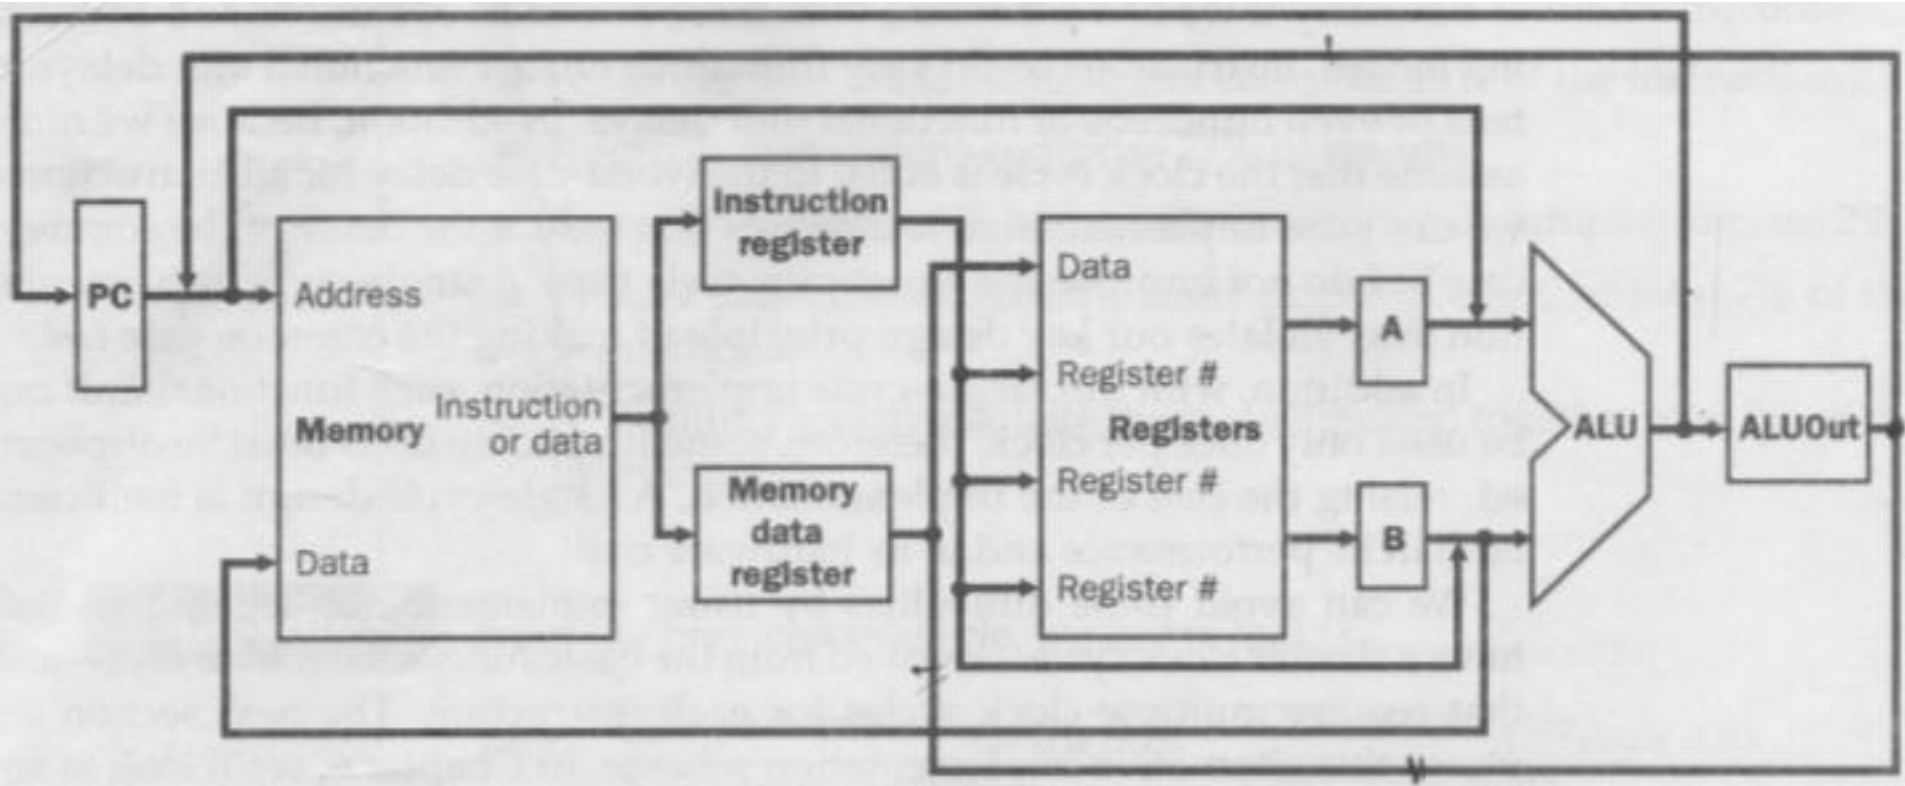 Instruction
register
PC
Address
Data
A
Register #
Instruction
or data
Memory
Registers
ALU
ALUOut
Memory
data
register
Register #
B
Data
Register #